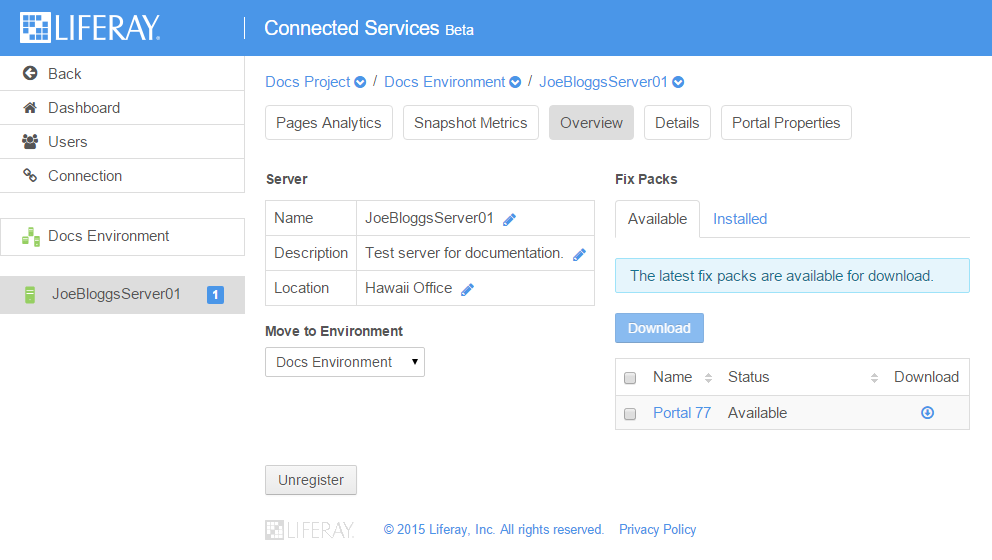 LIFERAY. Connected Services Beta
Back
Dashboard
Users
Connection
Docs Environment
JoeBloggsServer01 1
Docs Project / Docs Environment / JoeBloggsServer01
Pages Analytics Snapshot Metrics Overview Details Portal Properties
Server
Name JoeBloggsServer01
Description Test server for documentation.
Location Hawaii Office
Move to Environment
Docs Environment
Unregister
Fix Packs
Available Installed
The latest fix packs are available for download.
Download
Name Status Download
Portal 77 Available
LIFERAY. © 2015 Liferay, Inc. All rights reserved. Privacy Policy